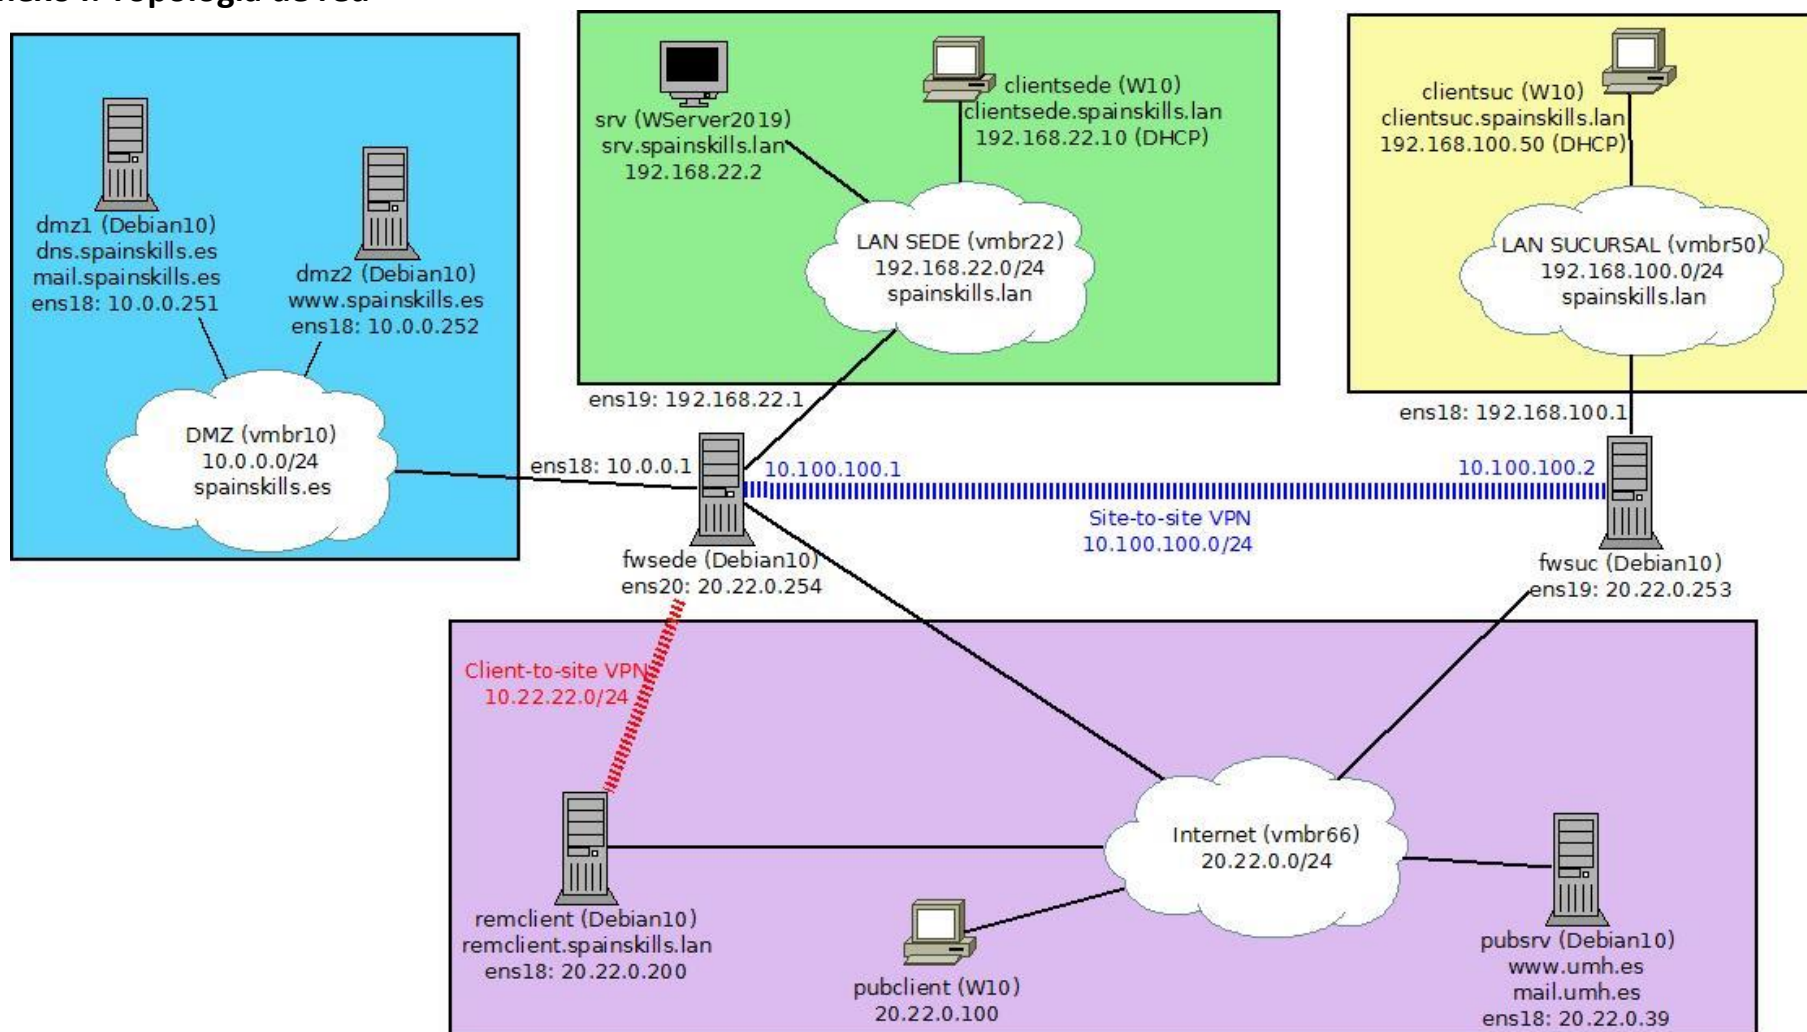 dmz1 (Debian10)
dns.spainskills.es
mail.spainskills.es
ens18: 10.0.0.251
dmz2 (Debian10)
www.spainskills.es
ens18: 10.0.0.252
DMZ (vmbr10)
10.0.0.0/24
spainskills.es
srv (WServer2019)
srv.spainskills.lan
192.168.22.2
clientsede (W10)
clientsede.spainskills.lan
192.168.22.10 (DHCP)
LAN SEDE (vmbr22)
192.168.22.0/24
spainskills.lan
clientsuc (W10)
clientsuc.spainskills.lan
192.168.100.50 (DHCP)
LAN SUCURSAL (vmbr50)
192.168.100.0/24
spainskills.lan
ens19: 192.168.22.1
ens18: 192.168.100.1
ens18: 10.0.0.1
10.100.100.1
10.100.100.2
Site-to-site VPN
10.100.100.0/24
fwsede (Debian10)
ens20: 20.22.0.254
fwsuc (Debian10)
ens19: 20.22.0.253
Client-to-site VPN
10.22.22.0/24
Internet (vmbr66)
20.22.0.0/24
remclient (Debian10)
remclient.spainskills.lan
ens18: 20.22.0.200
pubclient (W10)
20.22.0.100
pubsrv (Debian10)
www.umh.es
mail.umh.es
ens18: 20.22.0.39